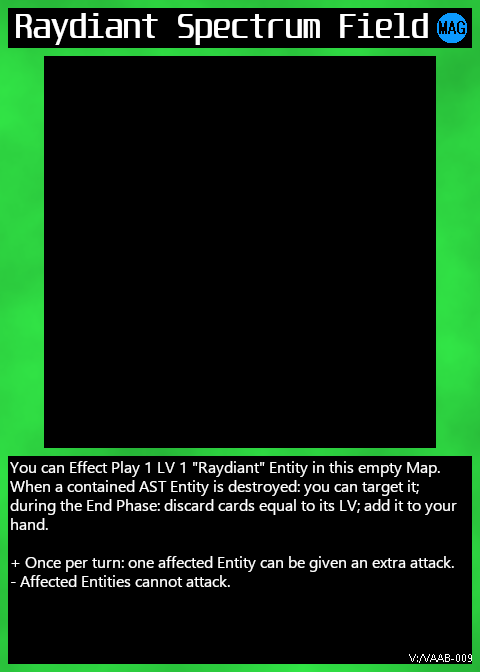 Raydiant Spectrum Field MAG
You can Effect Play 1 LV 1 "Raydiant" Entity in this empty Map.
When a contained AST Entity is destroyed: you can target it;
during the End Phase: discard cards equal to its LV; add it to your
hand.
+ Once per turn: one affected Entity can be given an extra attack.
- Affected Entities cannot attack.
V:/VAAB-009